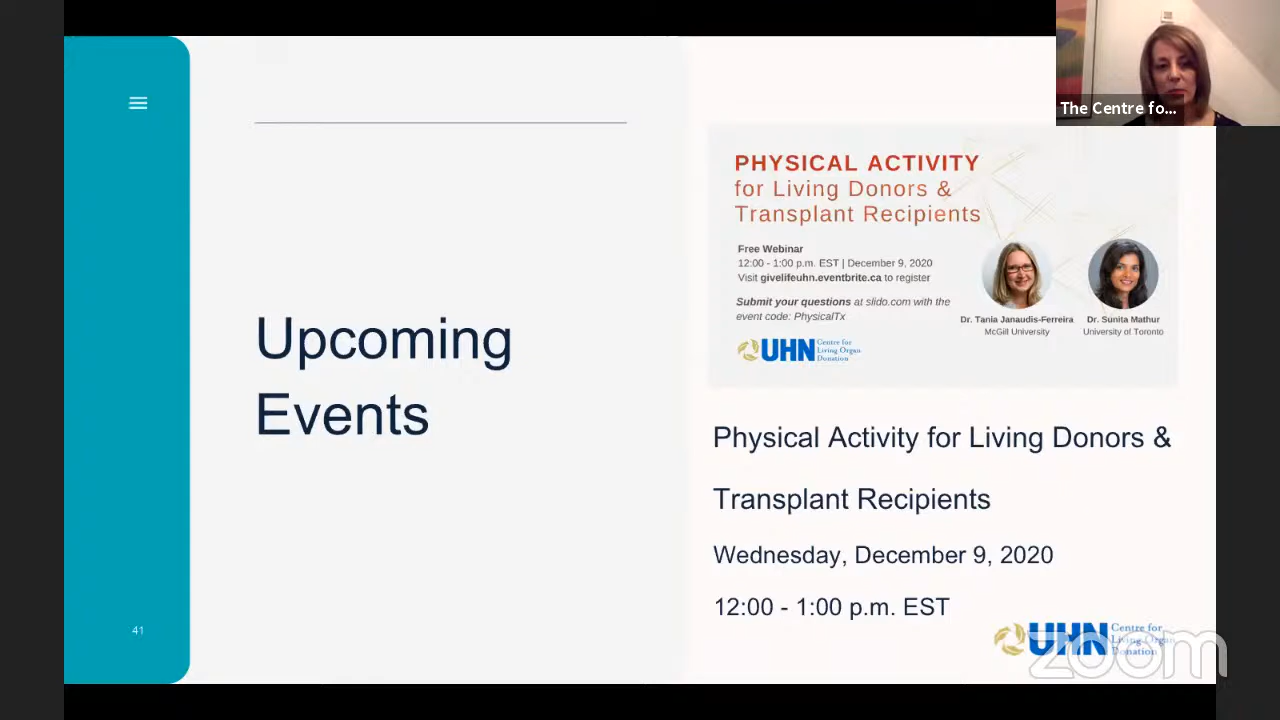 The Centre fo...
Upcoming
Events
41
PHYSICAL ACTIVITY
for Living Donors &
Transplant Recipients
Free Webinar
12:00 - 1:00 p.m. EST | December 9, 2020
Visit givelifeuhn.eventbrite.ca to register
Submit your questions at slido.com with the
event code: PhysicalTx
Dr. Tania Janaudis-Ferreira
McGill University
Dr. Sunita Mathur
University of Toronto
UHN Centre for
Living Organ
Donation
Physical Activity for Living Donors &
Transplant Recipients
Wednesday, December 9, 2020
12:00 - 1:00 p.m. EST
UHN Centre for
Living Organ
Donation
zoom